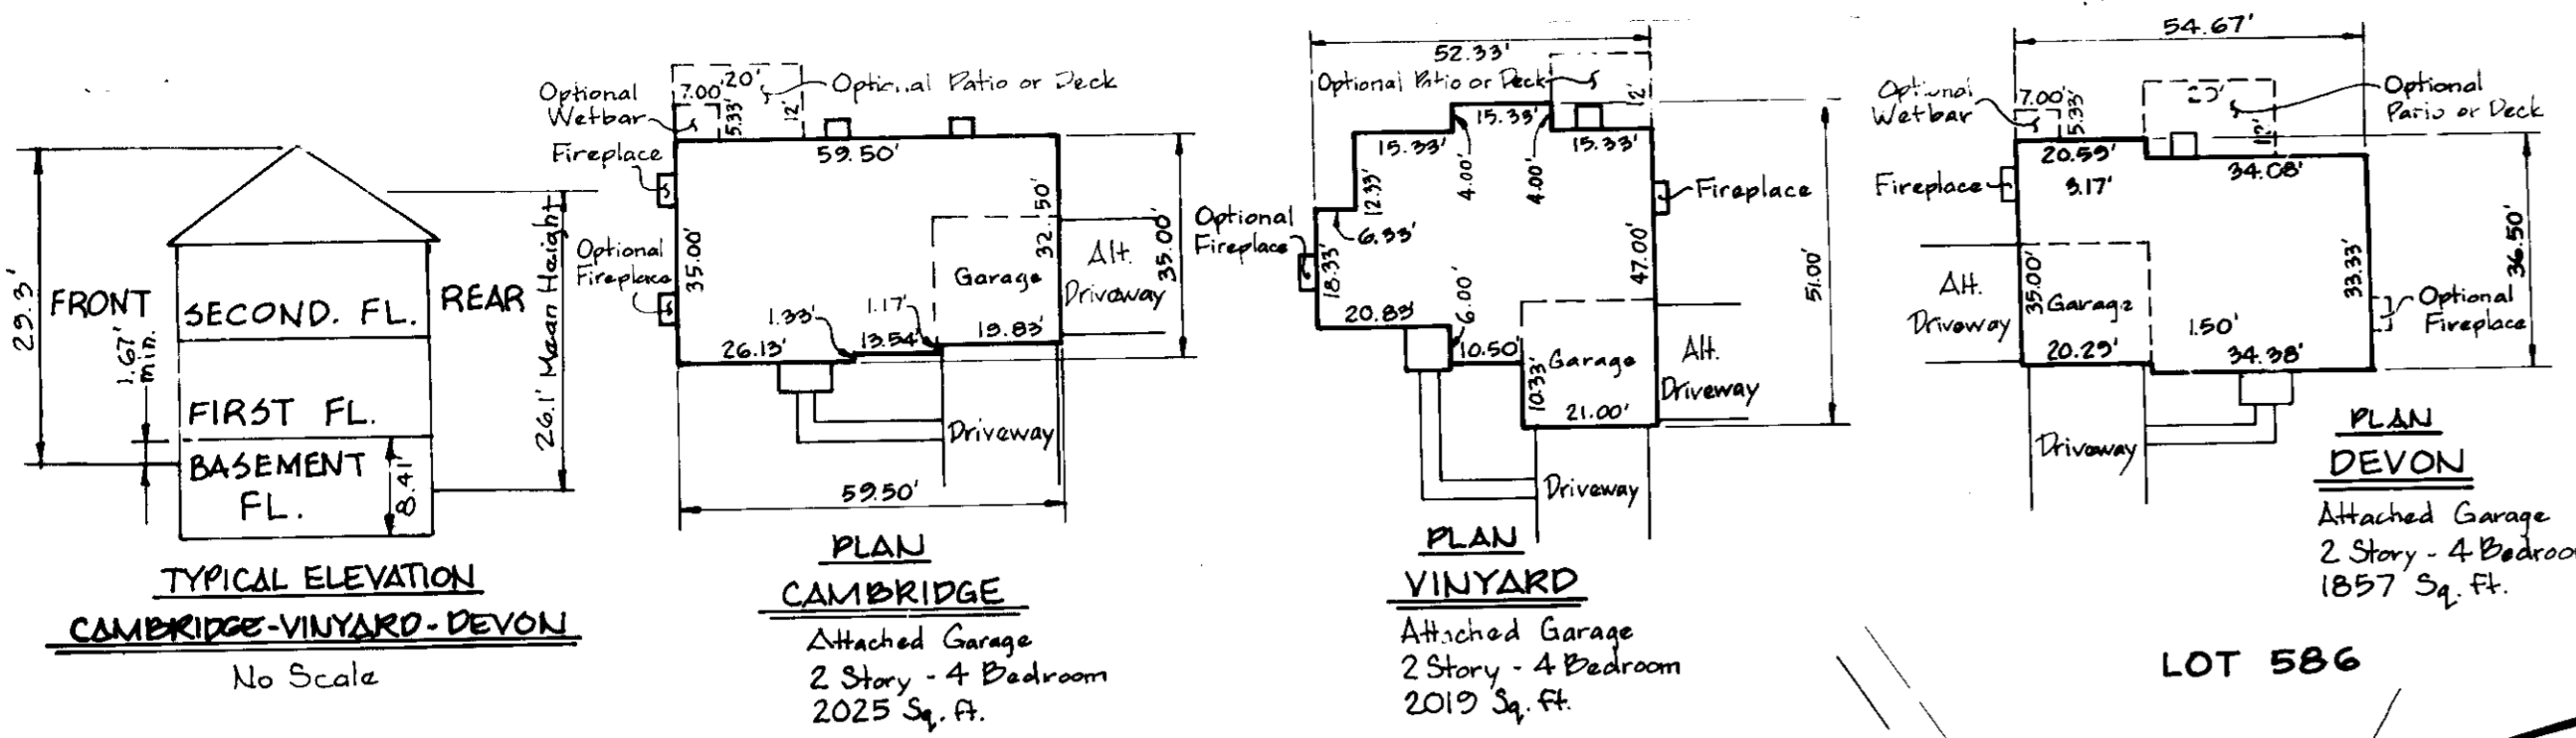 29.3'
FRONT
1.67'
min.
SECOND. FL.
FIRST FL.
BASEMENT
FL.
8.41'
REAR
26.1' Mean Height
TYPICAL ELEVATION
CAMBRIDGE-VINYARD-DEVON
No Scale
Optional
Wetbar
7.00'
20'
5.33'
12'
Optional Patio or Deck
Fireplace
Optional
Fireplace
59.50'
35.00'
32.50'
35.00'
Garage
Alt.
Driveway
1.33'
1.17'
26.13'
13.54'
19.83'
Driveway
59.50'
PLAN
CAMBRIDGE
Attached Garage
2 Story - 4 Bedroom
2025 Sq. ft.
52.33'
Optional Patio or Deck
12'
15.33'
15.33'
15.33'
4.00'
4.00'
12.33'
6.33'
Optional
Fireplace
18.33'
Fireplace
47.00'
51.00'
20.83'
6.00'
10.50'
10.33'
Garage
21.00'
Alt.
Driveway
Driveway
PLAN
VINYARD
Attached Garage
2 Story - 4 Bedroom
2019 Sq. ft.
54.67'
Optional
Wetbar
7.00'
5.33'
20'
12'
Optional
Patio or Deck
Fireplace
20.59'
3.17'
34.08'
35.00'
33.33'
36.50'
Alt.
Driveway
Garage
1.50'
20.29'
34.38'
Optional
Fireplace
Driveway
PLAN
DEVON
Attached Garage
2 Story - 4 Bedroo
1857 Sq. ft.
LOT 586